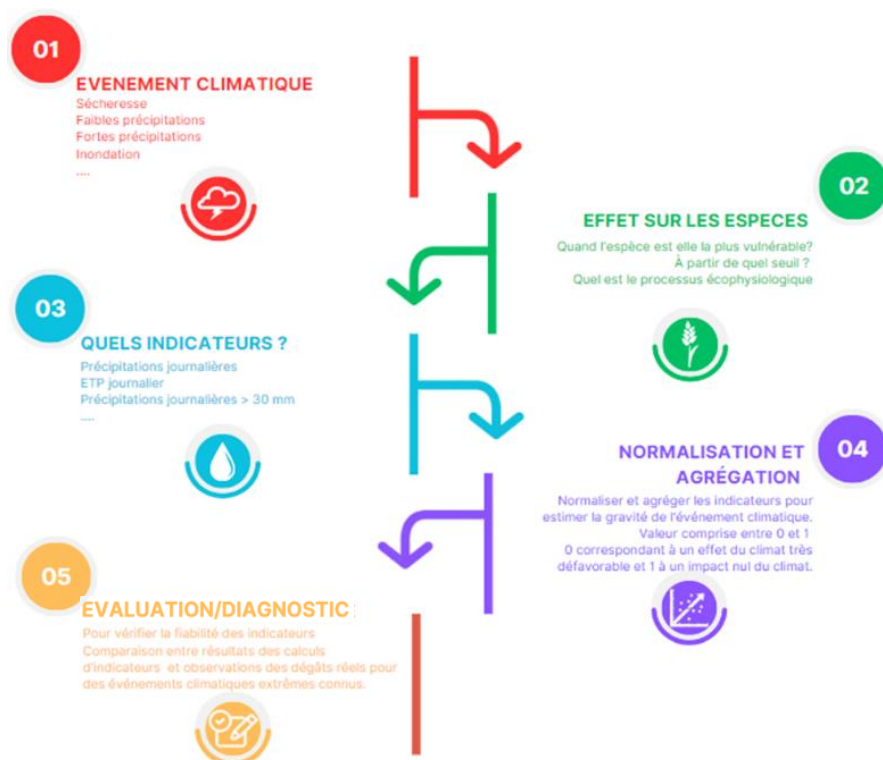 01
EVENEMENT CLIMATIQUE
Sécheresse
Faibles précipitations
Fortes précipitations
Inondation
....
02
EFFET SUR LES ESPECES
Quand l'espèce est elle la plus vulnérable?
À partir de quel seuil ?
Quel est le processus écophysiologique
03
QUELS INDICATEURS ?
Précipitations journalières
ETP journalier
Précipitations journalières > 30 mm
....
04
NORMALISATION ET
AGRÉGATION
Normaliser et agréger les indicateurs pour
estimer la gravité de l'événement climatique.
Valeur comprise entre 0 et 1
0 correspondant à un effet du climat très
défavorable et 1 à un impact nul du climat.
05
EVALUATION/DIAGNOSTIC :
Pour vérifier la fiabilité des indicateurs
Comparaison entre résultats des calculs
d'indicateurs et observations des dégâts réels pour
des événements climatiques extrêmes connus.